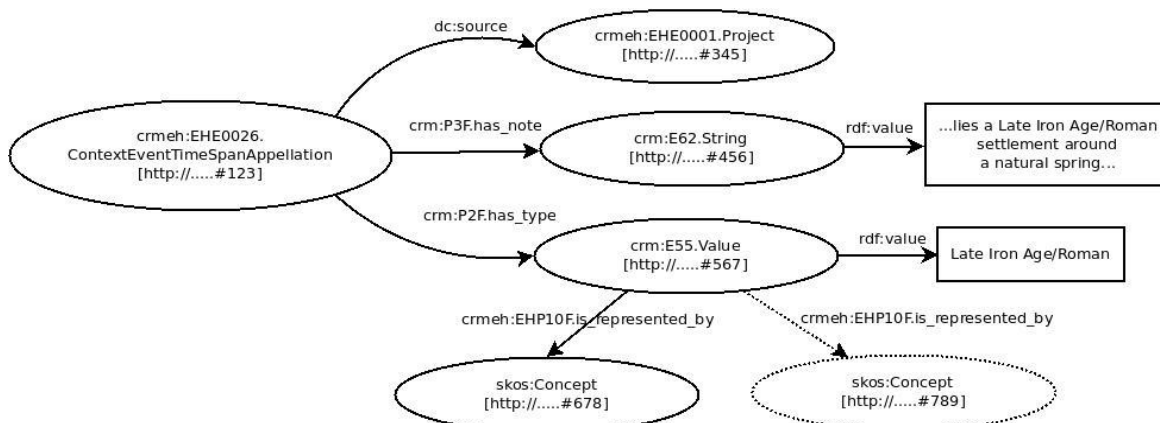 dc:source
crmeh:EHE0001.Project
[http://.....#345]
crmeh:EHE0026.
ContextEventTimeSpanAppellation
[http://.....#123]
crm:P3F.has_note
crm:E62.String
[http://.....#456]
rdf:value
...lies a Late Iron Age/Roman
settlement around
a natural spring...
crm:P2F.has_type
crm:E55.Value
[http://.....#567]
rdf:value
Late Iron Age/Roman
crmeh:EHP10F.is_represented_by
crmeh:EHP10F.is_represented_by
skos:Concept
[http://.....#678]
skos:Concept
[http://.....#789]